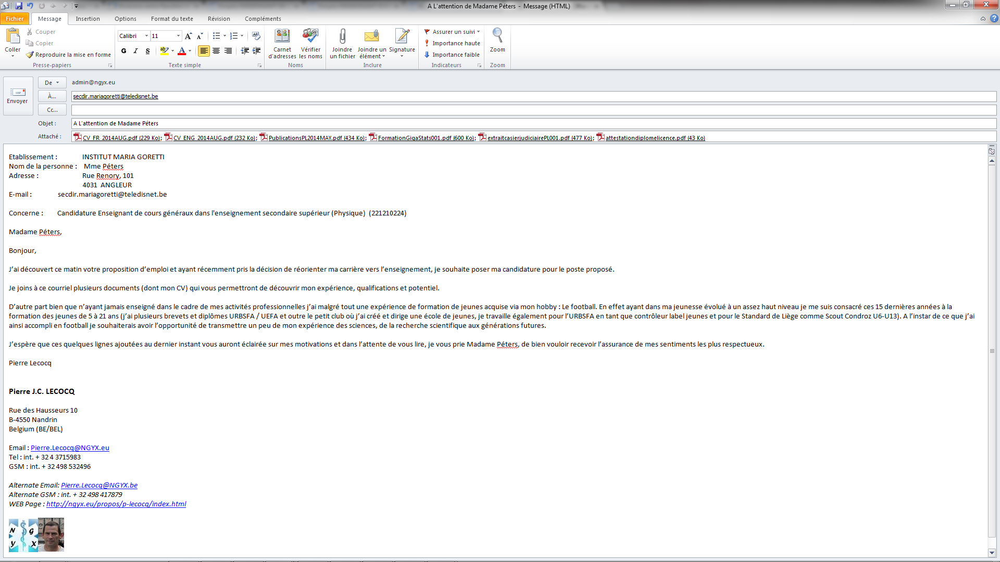 A L'attention de Madame Péters - Message (HTML)
Fichier Message Insertion Options Format du texte Révision Compléments
Coller
Couper
Copier
Reproduire la mise en forme
Presse-papiers
Calibri 11
G I S
Texte simple
Carnet d'adresses
Vérifier les noms
Noms
Joindre un fichier
Joindre un élément
Signature
Inclure
Assurer un suivi
Importance haute
Importance faible
Indicateurs
Zoom
Zoom
Envoyer
De admin@ngyx.eu
À... secdir.mariagoretti@teledisnet.be
Cc...
Objet : A L'attention de Madame Péters
Attaché : CV_FR_2014AUG.pdf (229 Ko); CV_ENG_2014AUG.pdf (232 Ko); PublicationsPL2014MAY.pdf (434 Ko); FormationGigaStats001.pdf (600 Ko); extraitcasierjudiciairePL001.pdf (477 Ko); attestationdiplomelicence.pdf (43 Ko)
Etablissement : INSTITUT MARIA GORETTI
Nom de la personne : Mme Péters
Adresse : Rue Renory, 101
4031 ANGLEUR
E-mail : secdir.mariagoretti@teledisnet.be
Concerne : Candidature Enseignant de cours généraux dans l'enseignement secondaire supérieur (Physique) (221210224)
Madame Péters,
Bonjour,
J’ai découvert ce matin votre proposition d’emploi et ayant récemment pris la décision de réorienter ma carrière vers l’enseignement, je souhaite poser ma candidature pour le poste proposé.
Je joins à ce courriel plusieurs documents (dont mon CV) qui vous permettront de découvrir mon expérience, qualifications et potentiel.
D’autre part bien que n’ayant jamais enseigné dans le cadre de mes activités professionnelles j’ai malgré tout une expérience de formation de jeunes acquise via mon hobby : Le football. En effet ayant dans ma jeunesse évolué à un assez haut niveau je me suis consacré ces 15 dernières années à la
formation des jeunes de 5 à 21 ans (j’ai plusieurs brevets et diplômes URBSFA / UEFA et outre le petit club où j’ai créé et dirige une école de jeunes, je travaille également pour l’URBSFA en tant que contrôleur label jeunes et pour le Standard de Liège comme Scout Condroz U6-U13). A l’instar de ce que j’ai
ainsi accompli en football je souhaiterais avoir l’opportunité de transmettre un peu de mon expérience des sciences, de la recherche scientifique aux générations futures.
J’espère que ces quelques lignes ajoutées au dernier instant vous auront éclairée sur mes motivations et dans l’attente de vous lire, je vous prie Madame Péters, de bien vouloir recevoir l’assurance de mes sentiments les plus respectueux.
Pierre Lecocq
Pierre J.C. LECOCQ
Rue des Hausseurs 10
B-4550 Nandrin
Belgium (BE/BEL)
Email : Pierre.Lecocq@NGYX.eu
Tel : int. + 32 4 3715983
GSM : int. + 32 498 532496
Alternate Email: Pierre.Lecocq@NGYX.be
Alternate GSM : int. + 32 498 417879
WEB Page : http://ngyx.eu/propos/p-lecocq/index.html
N G
Y X